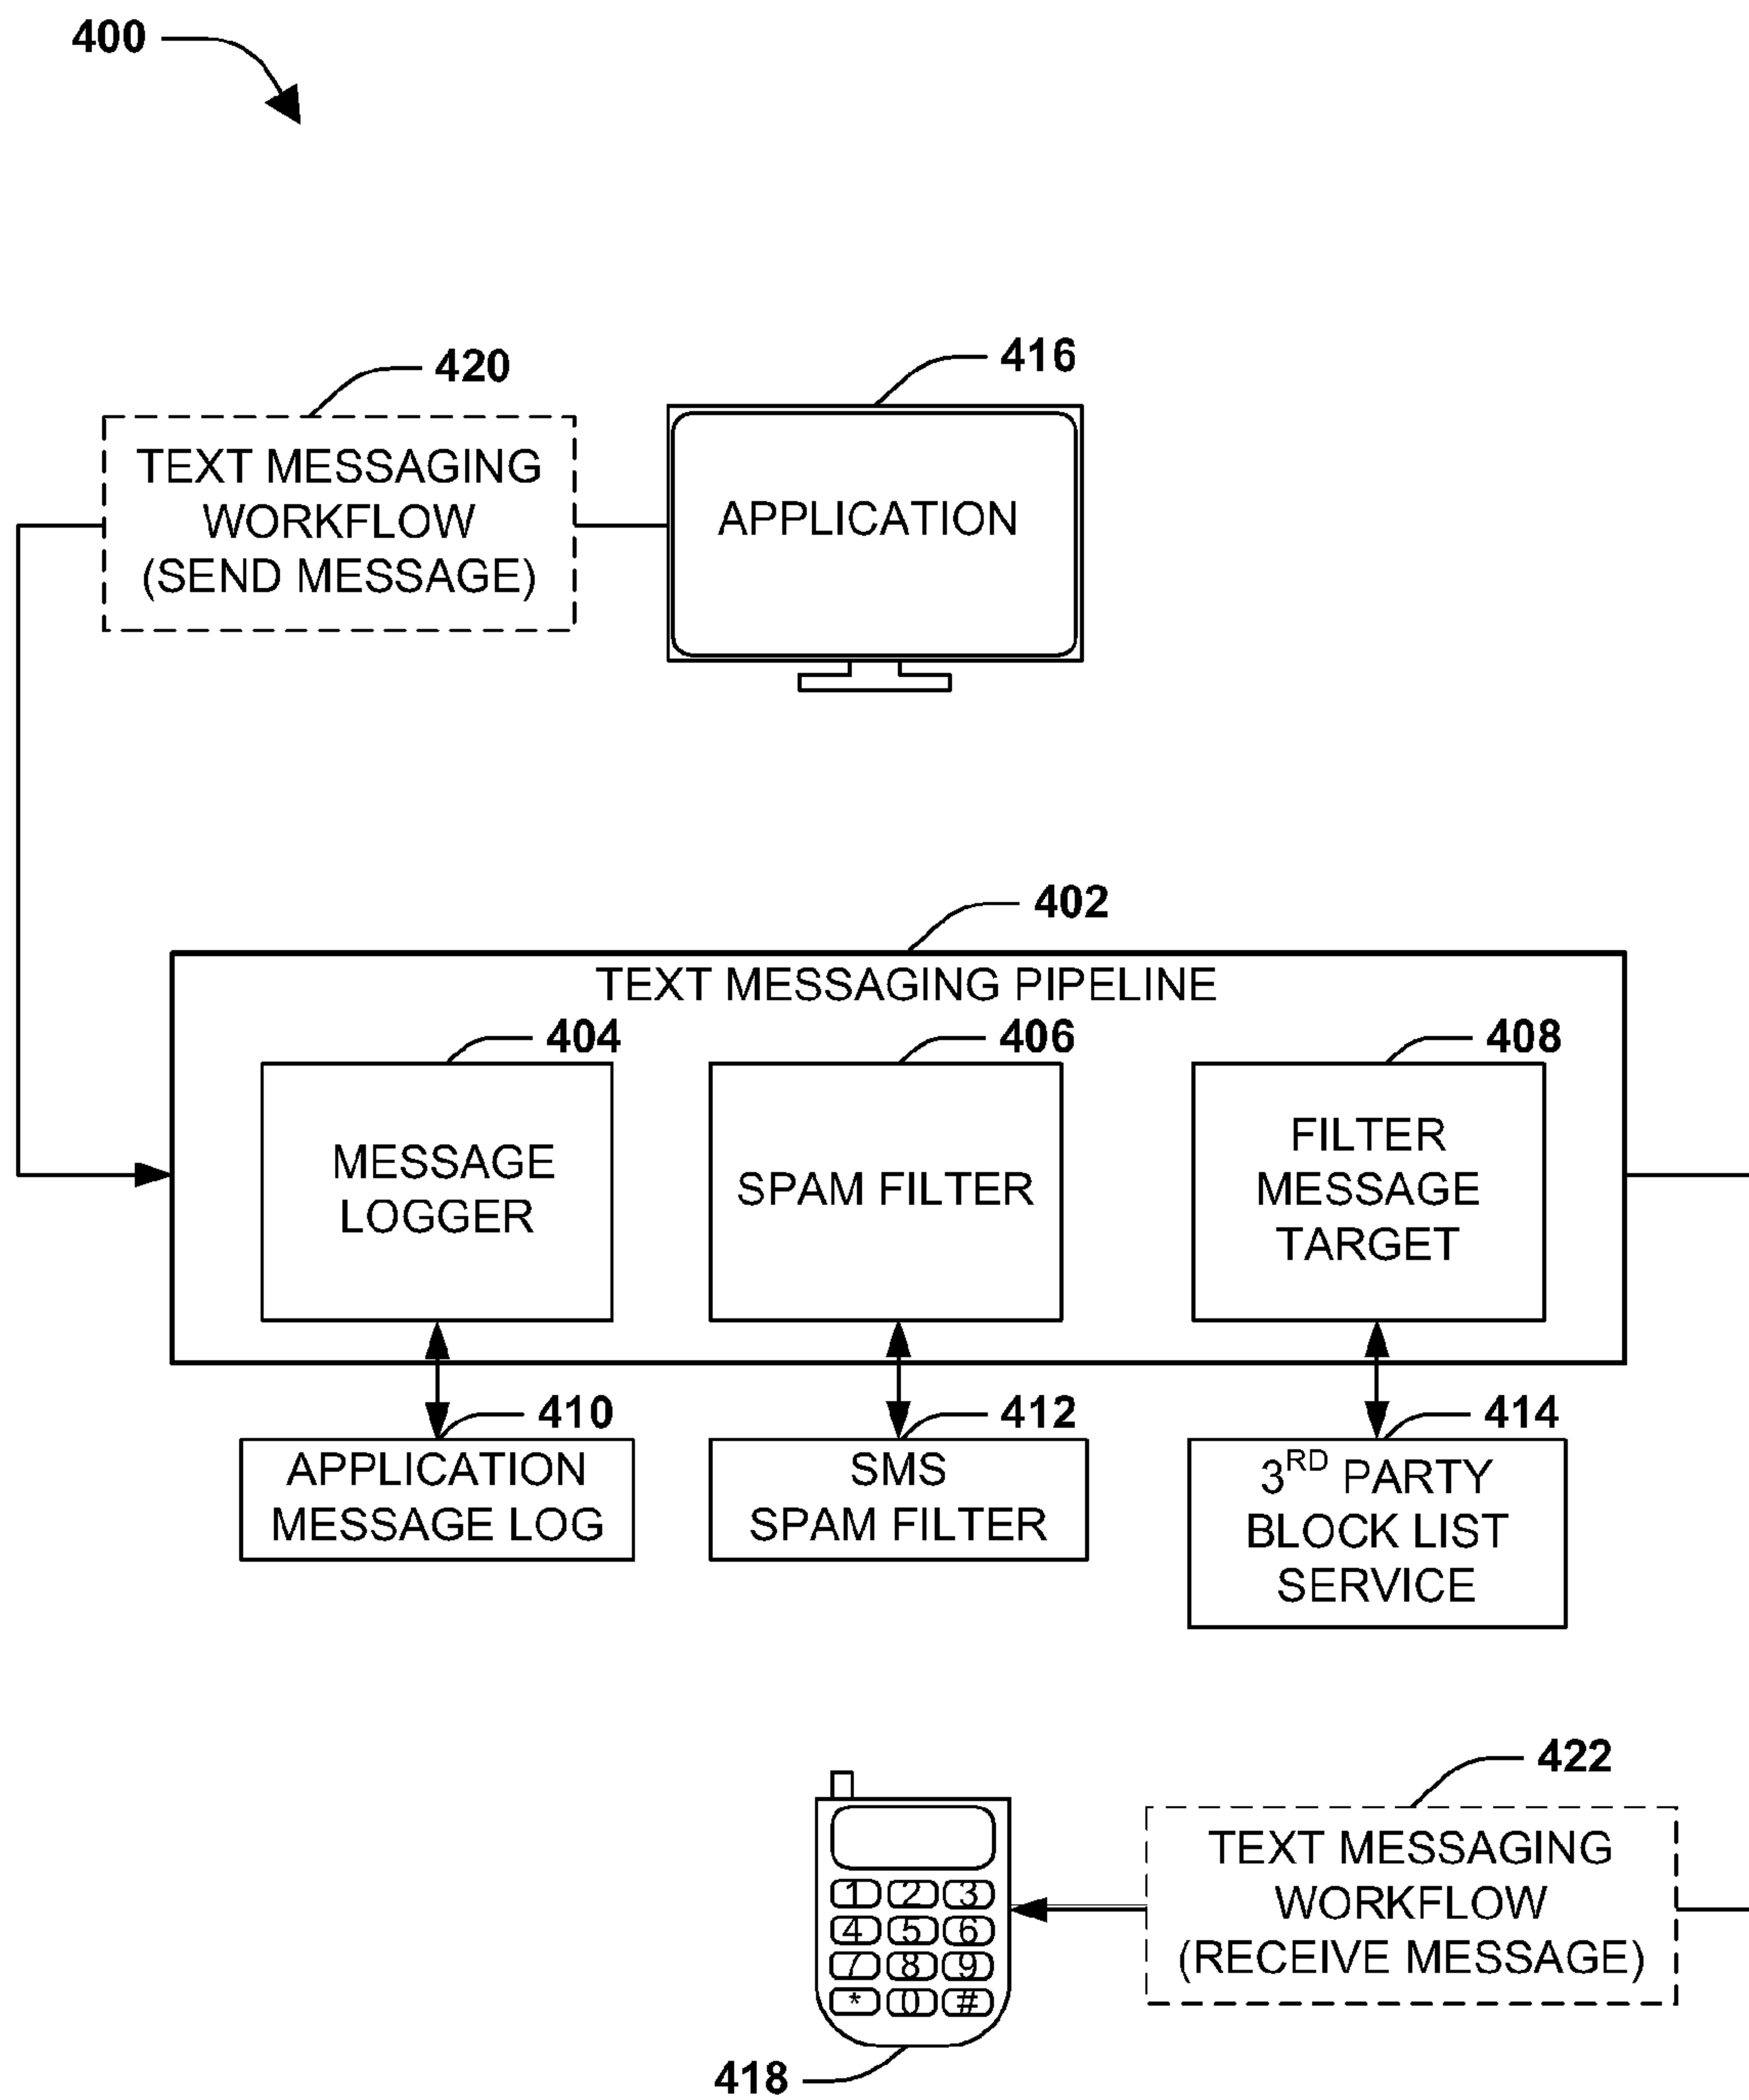 400
420
416
TEXT MESSAGING
WORKFLOW
(SEND MESSAGE)
APPLICATION
402
TEXT MESSAGING PIPELINE
404
406
408
MESSAGE
LOGGER
SPAM FILTER
FILTER
MESSAGE
TARGET
410
412
414
APPLICATION
MESSAGE LOG
SMS
SPAM FILTER
3RD PARTY
BLOCK LIST
SERVICE
422
TEXT MESSAGING
WORKFLOW
(RECEIVE MESSAGE)
1 2 3
4 5 6
7 8 9
* 0 #
418